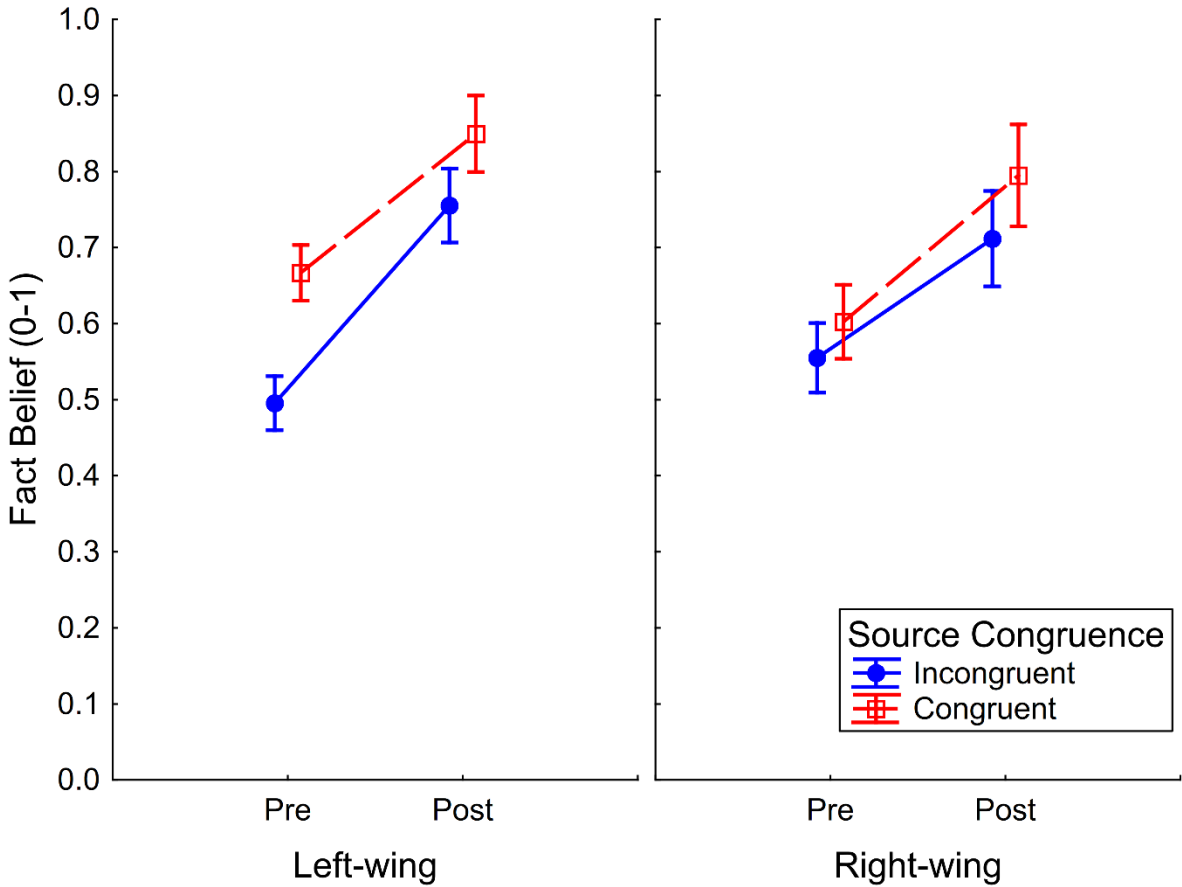 Fact Belief (0-1)
1.0
0.9
0.8
0.7
0.6
0.5
0.4
0.3
0.2
0.1
0.0
Source Congruence
Incongruent
Congruent
Pre Post Pre Post
Left-wing Right-wing